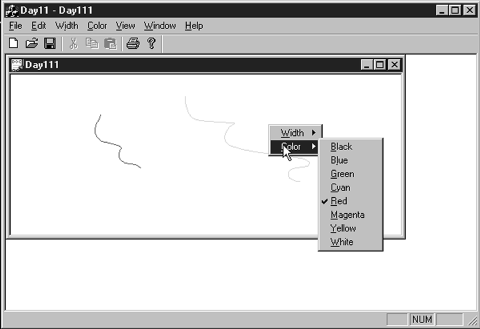 Day11 - Day111
File Edit Width Color View Window Help
Day111
Width
Color
Black
Blue
Green
Cyan
Red
Magenta
Yellow
White
NUM